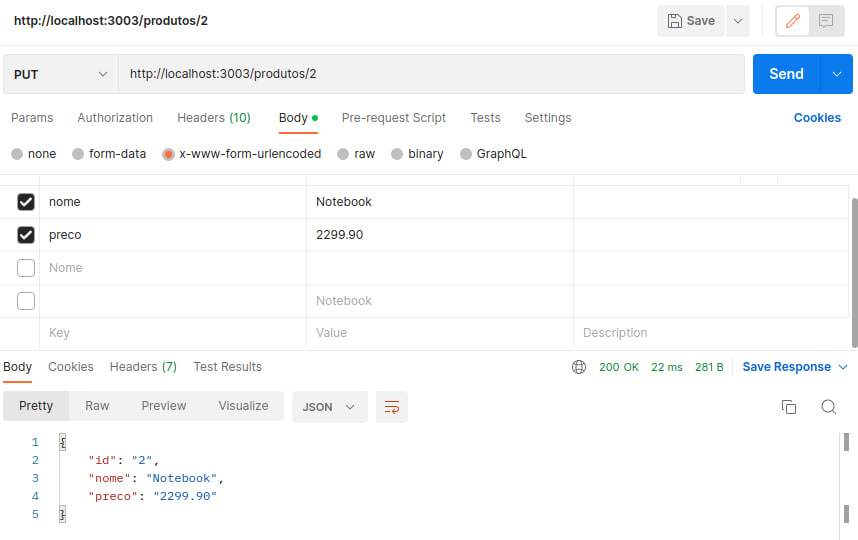 http://localhost:3003/produtos/2 Save
PUT http://localhost:3003/produtos/2 Send
Params Authorization Headers (10) Body Pre-request Script Tests Settings Cookies
none form-data x-www-form-urlencoded raw binary GraphQL
nome Notebook
preco 2299.90
Nome
Notebook
Key Value Description
Body Cookies Headers (7) Test Results 200 OK 22 ms 281 B Save Response
Pretty Raw Preview Visualize JSON
1 {
2 "id": "2",
3 "nome": "Notebook",
4 "preco": "2299.90"
5 }